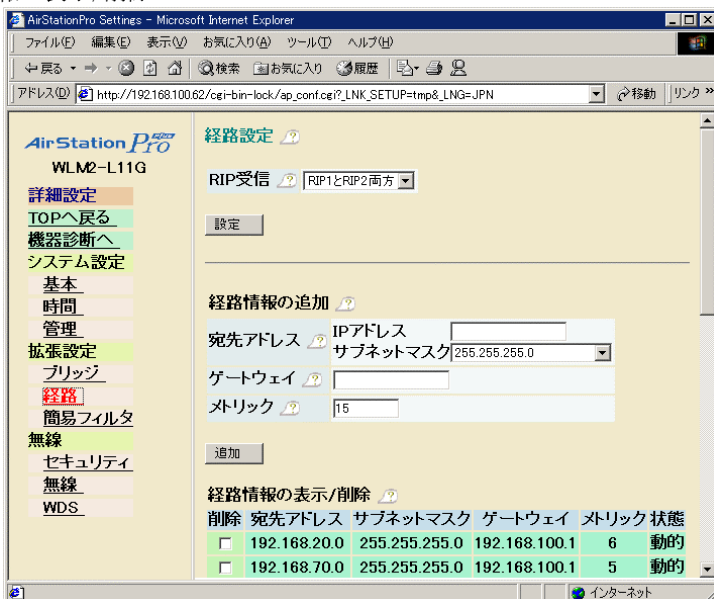 AirStationPro Settings - Microsoft Internet Explorer
ファイル(F) 編集(E) 表示(V) お気に入り(A) ツール(T) ヘルプ(H)
戻る 検索 お気に入り 履歴
アドレス(D) http://192.168.100.62/cgi-bin-lock/ap_conf.cgi?_LNK_SETUP=tmp&_LNG=JPN 移動 リンク »
AirStation Pro
WLM2-L11G
詳細設定
TOPへ戻る
機器診断へ
システム設定
基本
時間
管理
拡張設定
ブリッジ
経路
簡易フィルタ
無線
セキュリティ
無線
WDS
経路設定
RIP受信 RIP1とRIP2両方
設定
経路情報の追加
宛先アドレス IPアドレス
サブネットマスク 255.255.255.0
ゲートウェイ
メトリック 15
追加
経路情報の表示/削除
削除 宛先アドレス サブネットマスク ゲートウェイ メトリック 状態
192.168.20.0 255.255.255.0 192.168.100.1 6 動的
192.168.70.0 255.255.255.0 192.168.100.1 5 動的
インターネット